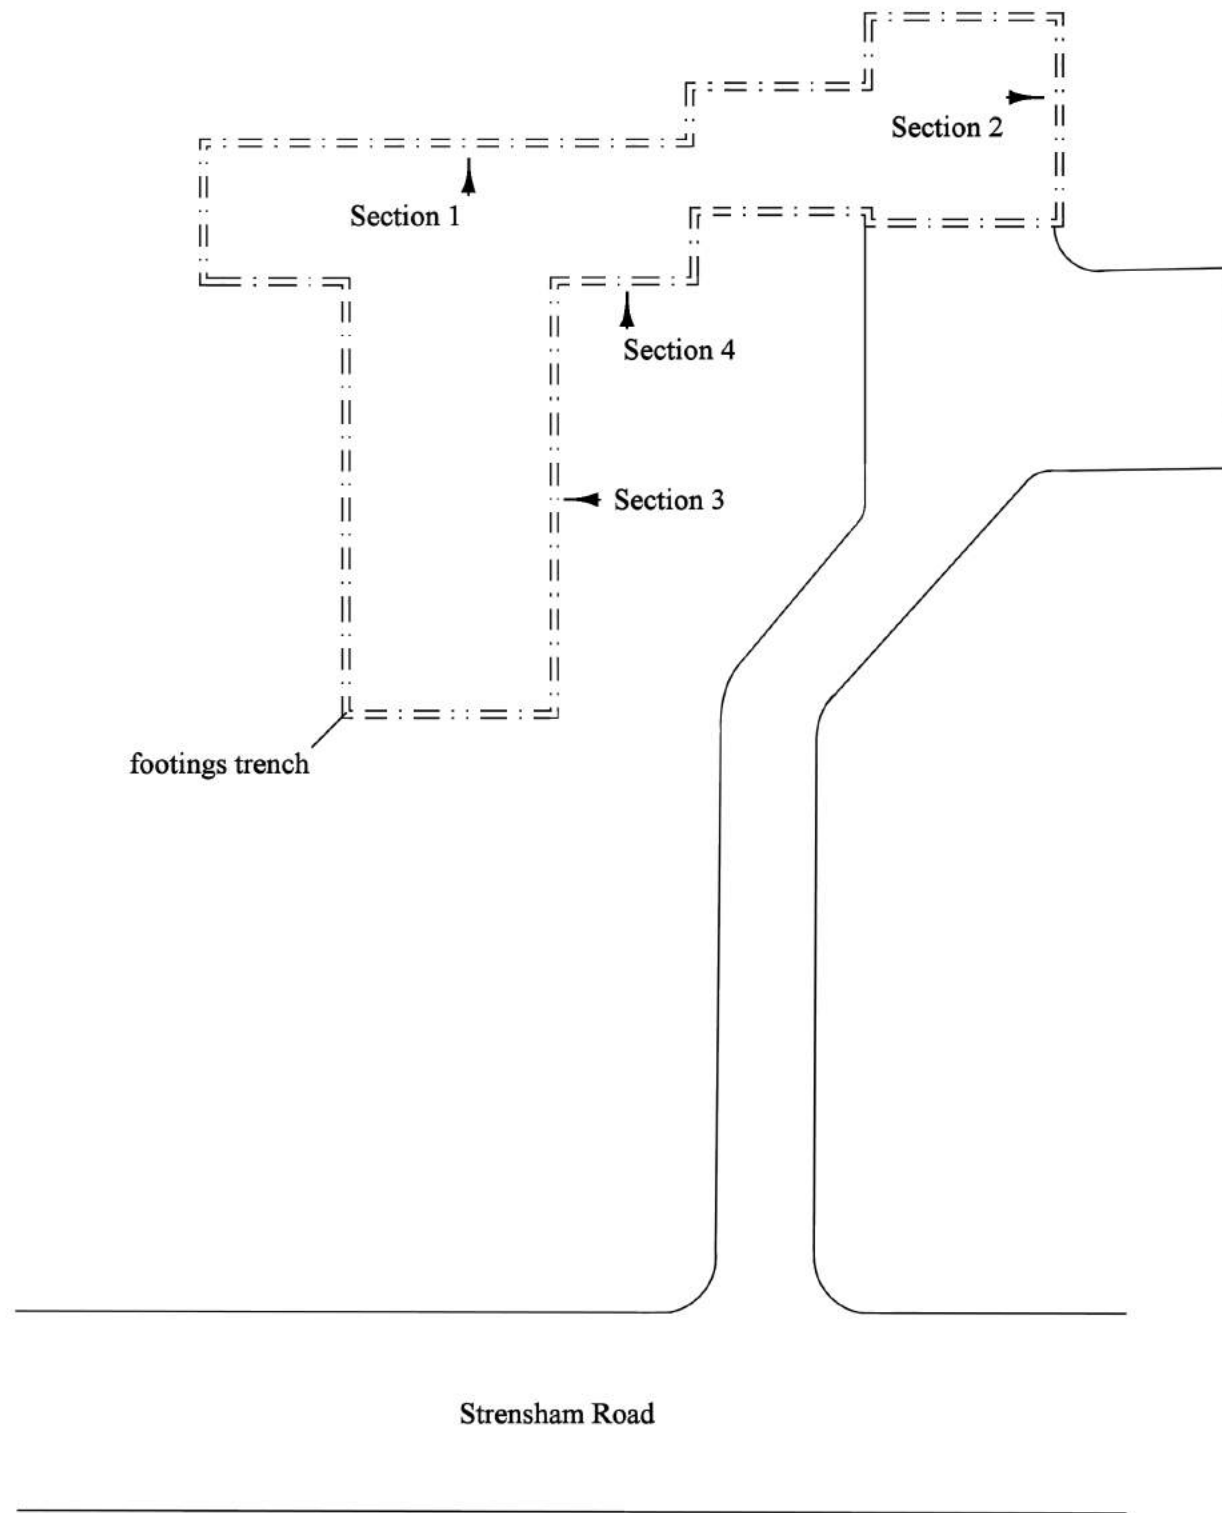 Section 2
Section 1
Section 4
Section 3
footings trench
Strensham Road